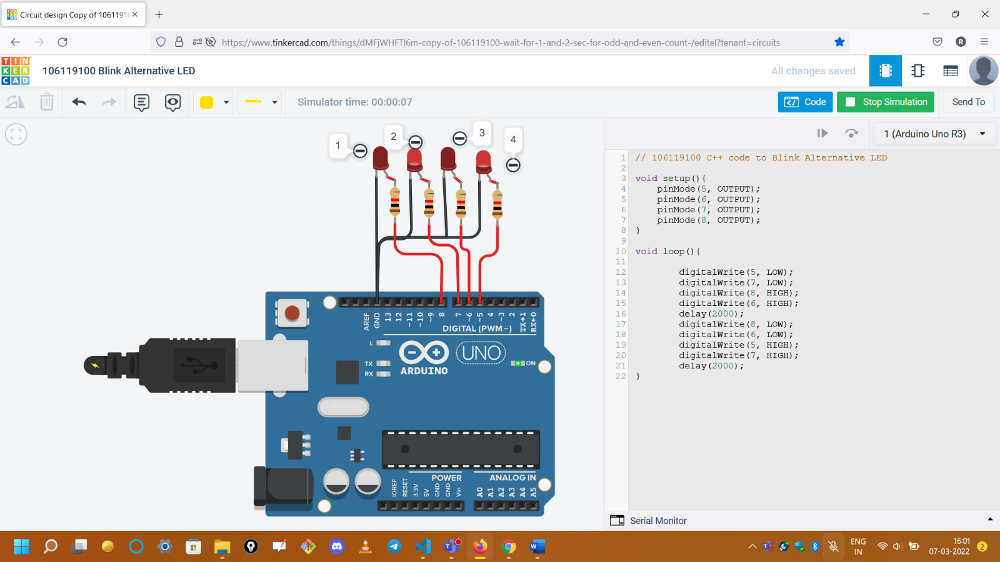 Circuit design Copy of 1061191
https://www.tinkercad.com/things/dMFjWHFTl6m-copy-of-106119100-wait-for-1-and-2-sec-for-odd-and-even-count-/editel?tenant=circuits
R
TIN
KER
CAD
106119100 Blink Alternative LED
All changes saved
Simulator time: 00:00:07
Code
Stop Simulation
Send To
1 (Arduino Uno R3)
1
2
3
4
1 // 106119100 C++ code to Blink Alternative LED
2
3 void setup(){
4 pinMode(5, OUTPUT);
5 pinMode(6, OUTPUT);
6 pinMode(7, OUTPUT);
7 pinMode(8, OUTPUT);
8 }
9
10 void loop(){
11
12 digitalWrite(5, LOW);
13 digitalWrite(7, LOW);
14 digitalWrite(8, HIGH);
15 digitalWrite(6, HIGH);
16 delay(2000);
17 digitalWrite(8, LOW);
18 digitalWrite(6, LOW);
19 digitalWrite(5, HIGH);
20 digitalWrite(7, HIGH);
21 delay(2000);
22 }
AREF GND 13 12 ~11 ~10 ~9 8 7 ~6 ~5 4 ~3 2 TX→1 RX←0
DIGITAL (PWM~)
L
TX
RX
ARDUINO
UNO
ON
POWER
ANALOG IN
IOREF RESET 3.3V 5V GND GND Vin A0 A1 A2 A3 A4 A5
Serial Monitor
ENG
IN
16:01
07-03-2022
2